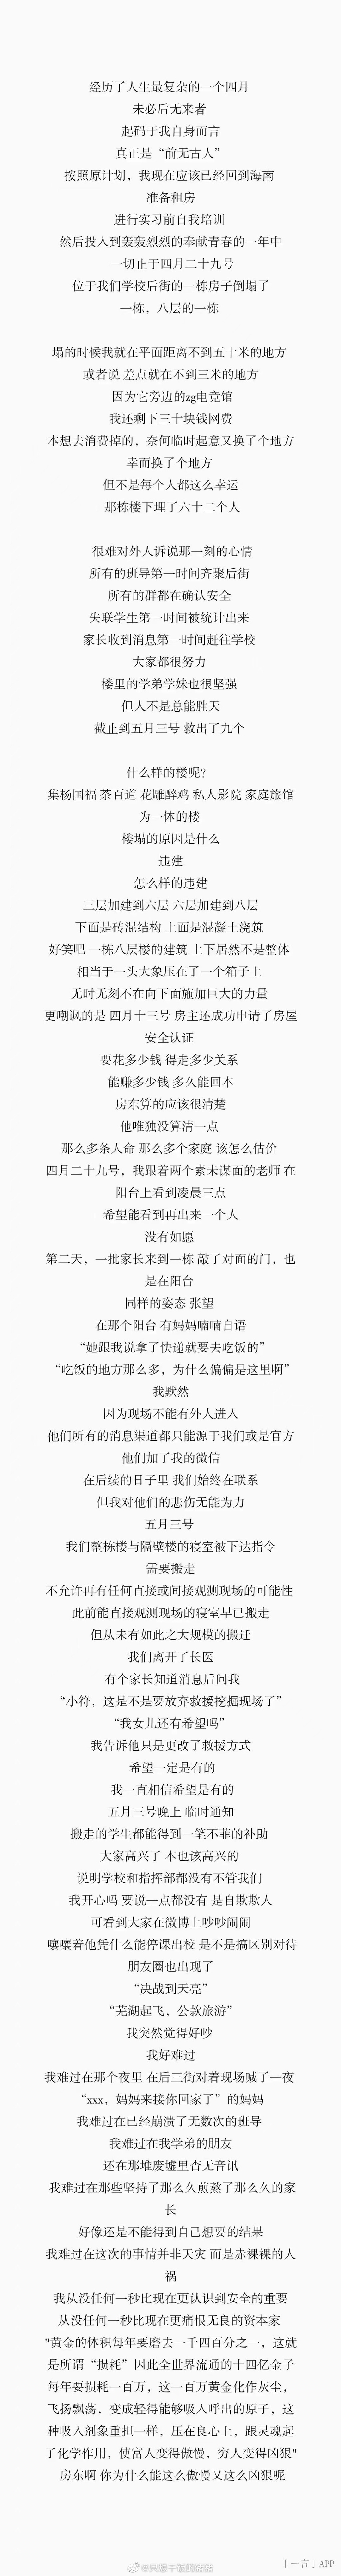 经历了人生最复杂的一个四月
未必后无来者
起码于我自身而言
真正是“前无古人”
按照原计划，我现在应该已经回到海南
准备租房
进行实习前自我培训
然后投入到轰轰烈烈的奉献青春的一年中
一切止于四月二十九号
位于我们学校后街的一栋房子倒塌了
一栋，八层的一栋
塌的时候我就在平面距离不到五十米的地方
或者说 差点就在不到三米的地方
因为它旁边的zg电竞馆
我还剩下三十块钱网费
本想去消费掉的，奈何临时起意又换了个地方
幸而换了个地方
但不是每个人都这么幸运
那栋楼下埋了六十二个人
很难对外人诉说那一刻的心情
所有的班导第一时间齐聚后街
所有的群都在确认安全
失联学生第一时间被统计出来
家长收到消息第一时间赶往学校
大家都很努力
楼里的学弟学妹也很坚强
但人不是总能胜天
截止到五月三号 救出了九个
什么样的楼呢？
集杨国福 茶百道 花雕醉鸡 私人影院 家庭旅馆
为一体的楼
楼塌的原因是什么
违建
怎么样的违建
三层加建到六层 六层加建到八层
下面是砖混结构 上面是混凝土浇筑
好笑吧 一栋八层楼的建筑 上下居然不是整体
相当于一头大象压在了一个箱子上
无时无刻不在向下面施加巨大的力量
更嘲讽的是 四月十三号 房主还成功申请了房屋
安全认证
要花多少钱 得走多少关系
能赚多少钱 多久能回本
房东算的应该很清楚
他唯独没算清一点
那么多条人命 那么多个家庭 该怎么估价
四月二十九号，我跟着两个素未谋面的老师 在
阳台上看到凌晨三点
希望能看到再出来一个人
没有如愿
第二天，一批家长来到一栋 敲了对面的门，也
是在阳台
同样的姿态 张望
在那个阳台 有妈妈喃喃自语
“她跟我说拿了快递就要去吃饭的”
“吃饭的地方那么多，为什么偏偏是这里啊”
我默然
因为现场不能有外人进入
他们所有的消息渠道都只能源于我们或是官方
他们加了我的微信
在后续的日子里 我们始终在联系
但我对他们的悲伤无能为力
五月三号
我们整栋楼与隔壁楼的寝室被下达指令
需要搬走
不允许再有任何直接或间接观测现场的可能性
此前能直接观测现场的寝室早已搬走
但从未有如此之大规模的搬迁
我们离开了长医
有个家长知道消息后问我
“小符，这是不是要放弃救援挖掘现场了”
“我女儿还有希望吗”
我告诉他只是更改了救援方式
希望一定是有的
我一直相信希望是有的
五月三号晚上 临时通知
搬走的学生都能得到一笔不菲的补助
大家高兴了 本也该高兴的
说明学校和指挥部都没有不管我们
我开心吗 要说一点都没有 是自欺欺人
可看到大家在微博上吵吵闹闹
嚷嚷着他凭什么能停课出校 是不是搞区别对待
朋友圈也出现了
“决战到天亮”
“芜湖起飞，公款旅游”
我突然觉得好吵
我好难过
我难过在那个夜里 在后三街对着现场喊了一夜
“xxx，妈妈来接你回家了”的妈妈
我难过在已经崩溃了无数次的班导
我难过在我学弟的朋友
还在那堆废墟里杳无音讯
我难过在那些坚持了那么久煎熬了那么久的家
长
好像还是不能得到自己想要的结果
我难过在这次的事情并非天灾 而是赤裸裸的人
祸
我从没任何一秒比现在更认识到安全的重要
从没任何一秒比现在更痛恨无良的资本家
"黄金的体积每年要磨去一千四百分之一，这就
是所谓“损耗”因此全世界流通的十四亿金子
每年要损耗一百万，这一百万黄金化作灰尘，
飞扬飘荡，变成轻得能够吸入呼出的原子，这
种吸入剂象重担一样，压在良心上，跟灵魂起
了化学作用，使富人变得傲慢，穷人变得凶狠"
房东啊 你为什么能这么傲慢又这么凶狠呢
「一言」APP